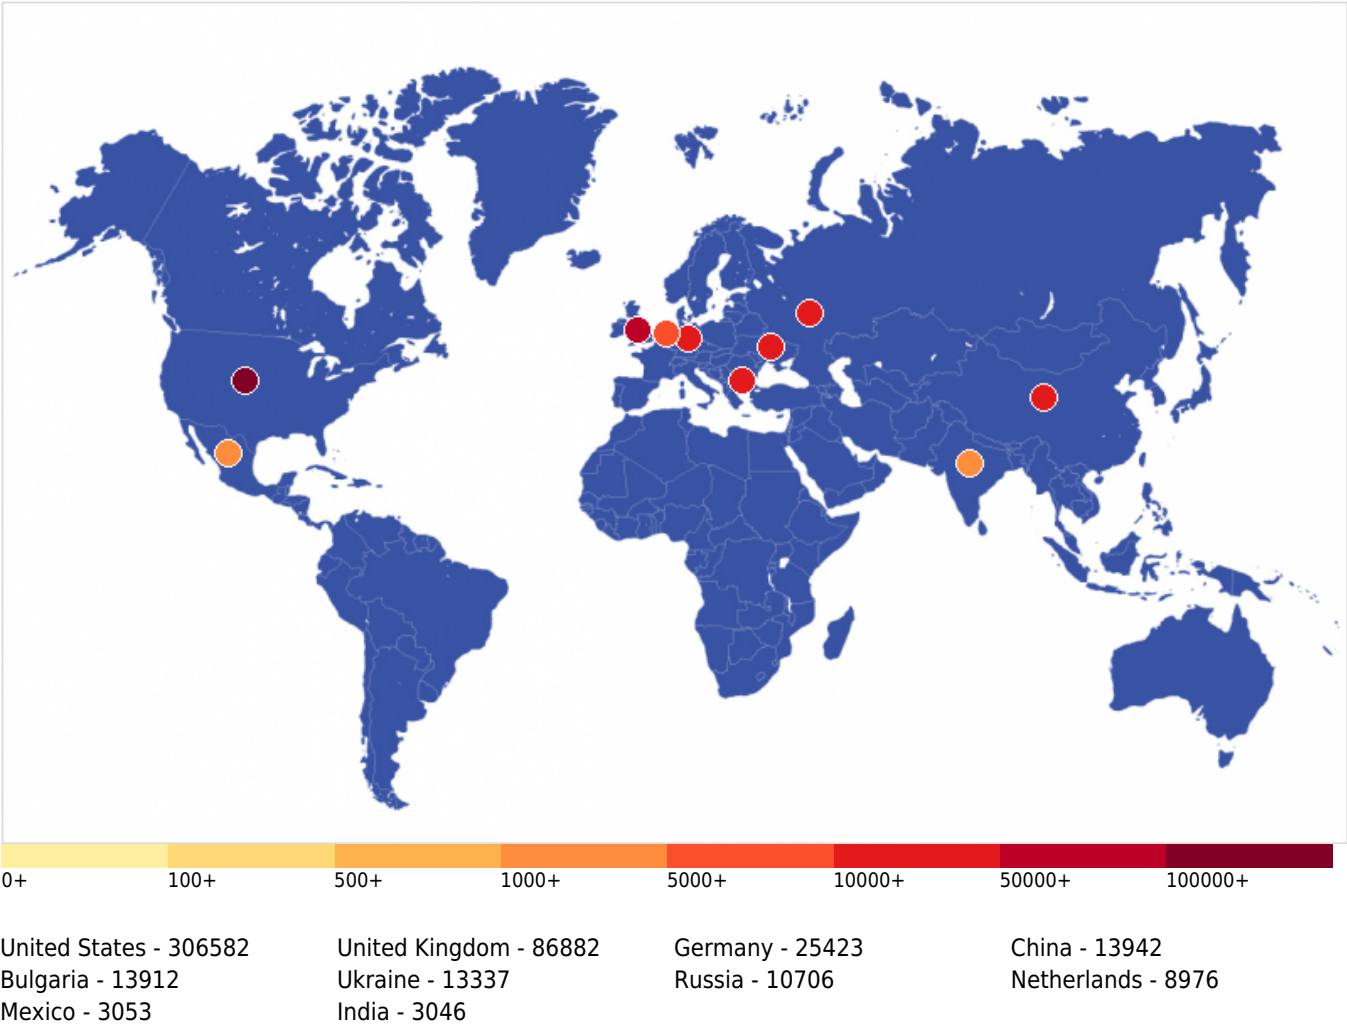 0+ 100+ 500+ 1000+ 5000+ 10000+ 50000+ 100000+
United States - 306582 United Kingdom - 86882 Germany - 25423 China - 13942
Bulgaria - 13912 Ukraine - 13337 Russia - 10706 Netherlands - 8976
Mexico - 3053 India - 3046